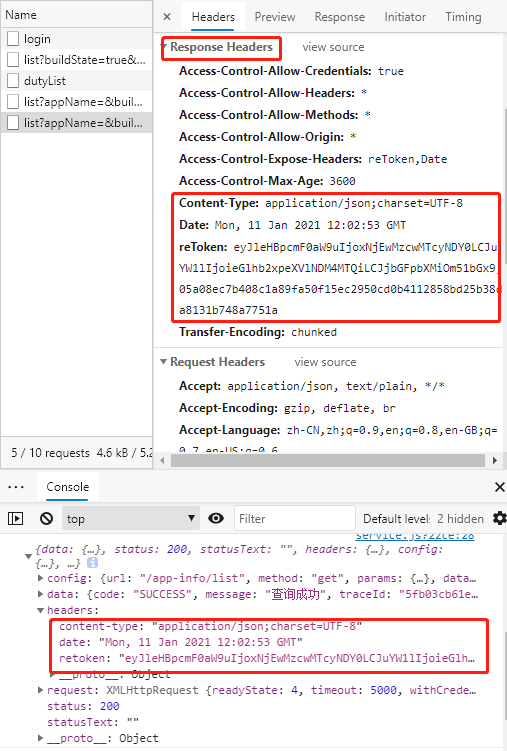 Name
Headers Preview Response Initiator Timing
login
list?buildState=true&...
dutyList
list?appName=&buil...
list?appName=&buil...
Response Headers view source
Access-Control-Allow-Credentials: true
Access-Control-Allow-Headers: *
Access-Control-Allow-Methods: *
Access-Control-Allow-Origin: *
Access-Control-Expose-Headers: reToken,Date
Access-Control-Max-Age: 3600
Content-Type: application/json;charset=UTF-8
Date: Mon, 11 Jan 2021 12:02:53 GMT
reToken: eyJleHBpcmF0aW9uIjoxNjEwMzcwMTcyNDY0LCJu
YW1lIjoieGlhb2xpeXVlNDM4MTQiLCJjbGFpbXMiOm51bGx9
05a08ec7b408c1a89fa50f15ec2950cd0b4112858bd25b38d
a8131b748a7751a
Transfer-Encoding: chunked
Request Headers view source
Accept: application/json, text/plain, */*
Accept-Encoding: gzip, deflate, br
Accept-Language: zh-CN,zh;q=0.9,en;q=0.8,en-GB;q=
0.7,en-US;q=0.6
5 / 10 requests 4.6 kB / 5.2
Console
top Filter Default level: 2 hidden
service.js?22ce:28
{data: {…}, status: 200, statusText: "", headers: {…}, config:
{…}, …}
config: {url: "/app-info/list", method: "get", params: {…}, data…
data: {code: "SUCCESS", message: "查询成功", traceId: "5fb03cb61e…
headers:
content-type: "application/json;charset=UTF-8"
date: "Mon, 11 Jan 2021 12:02:53 GMT"
retoken: "eyJleHBpcmF0aW9uIjoxNjEwMzcwMTcyNDY0LCJuYW1lIjoieGlh…
__proto__: Object
request: XMLHttpRequest {readyState: 4, timeout: 5000, withCrede…
status: 200
statusText: ""
__proto__: Object